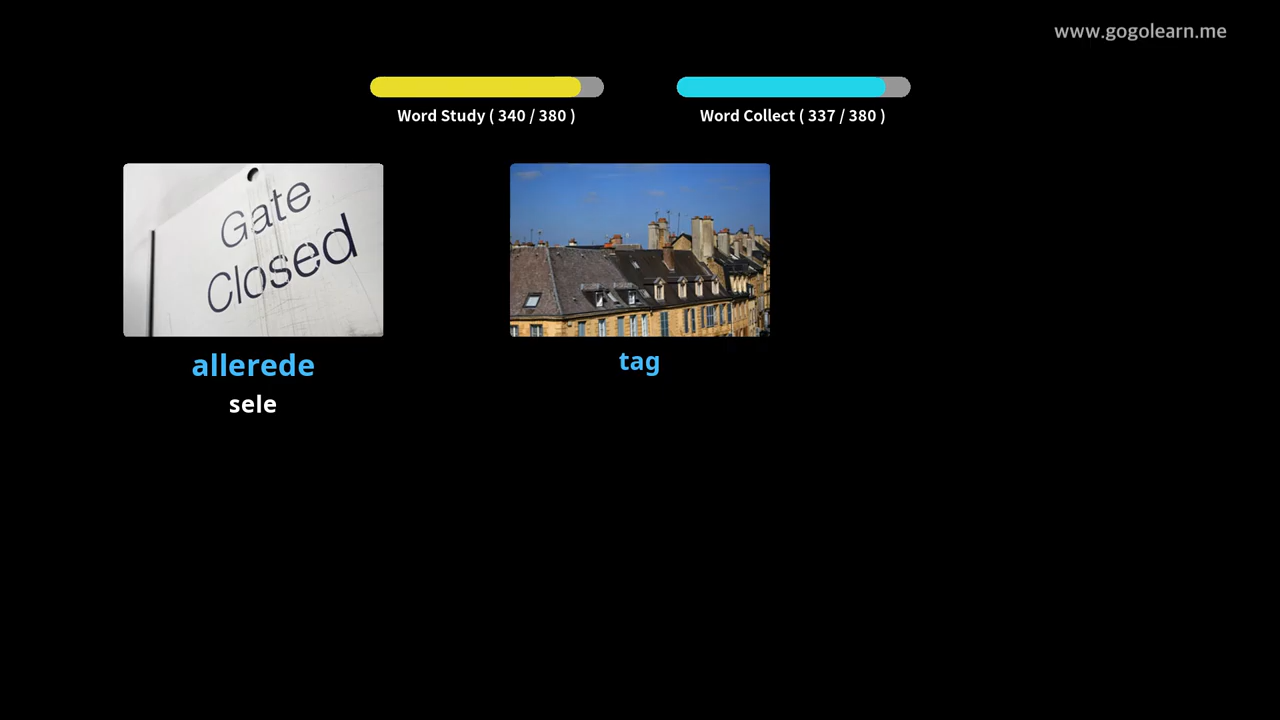 www.gogolearn.me
Word Study ( 340 / 380 )
Word Collect ( 337 / 380 )
Gate
Closed
allerede
tag
sele